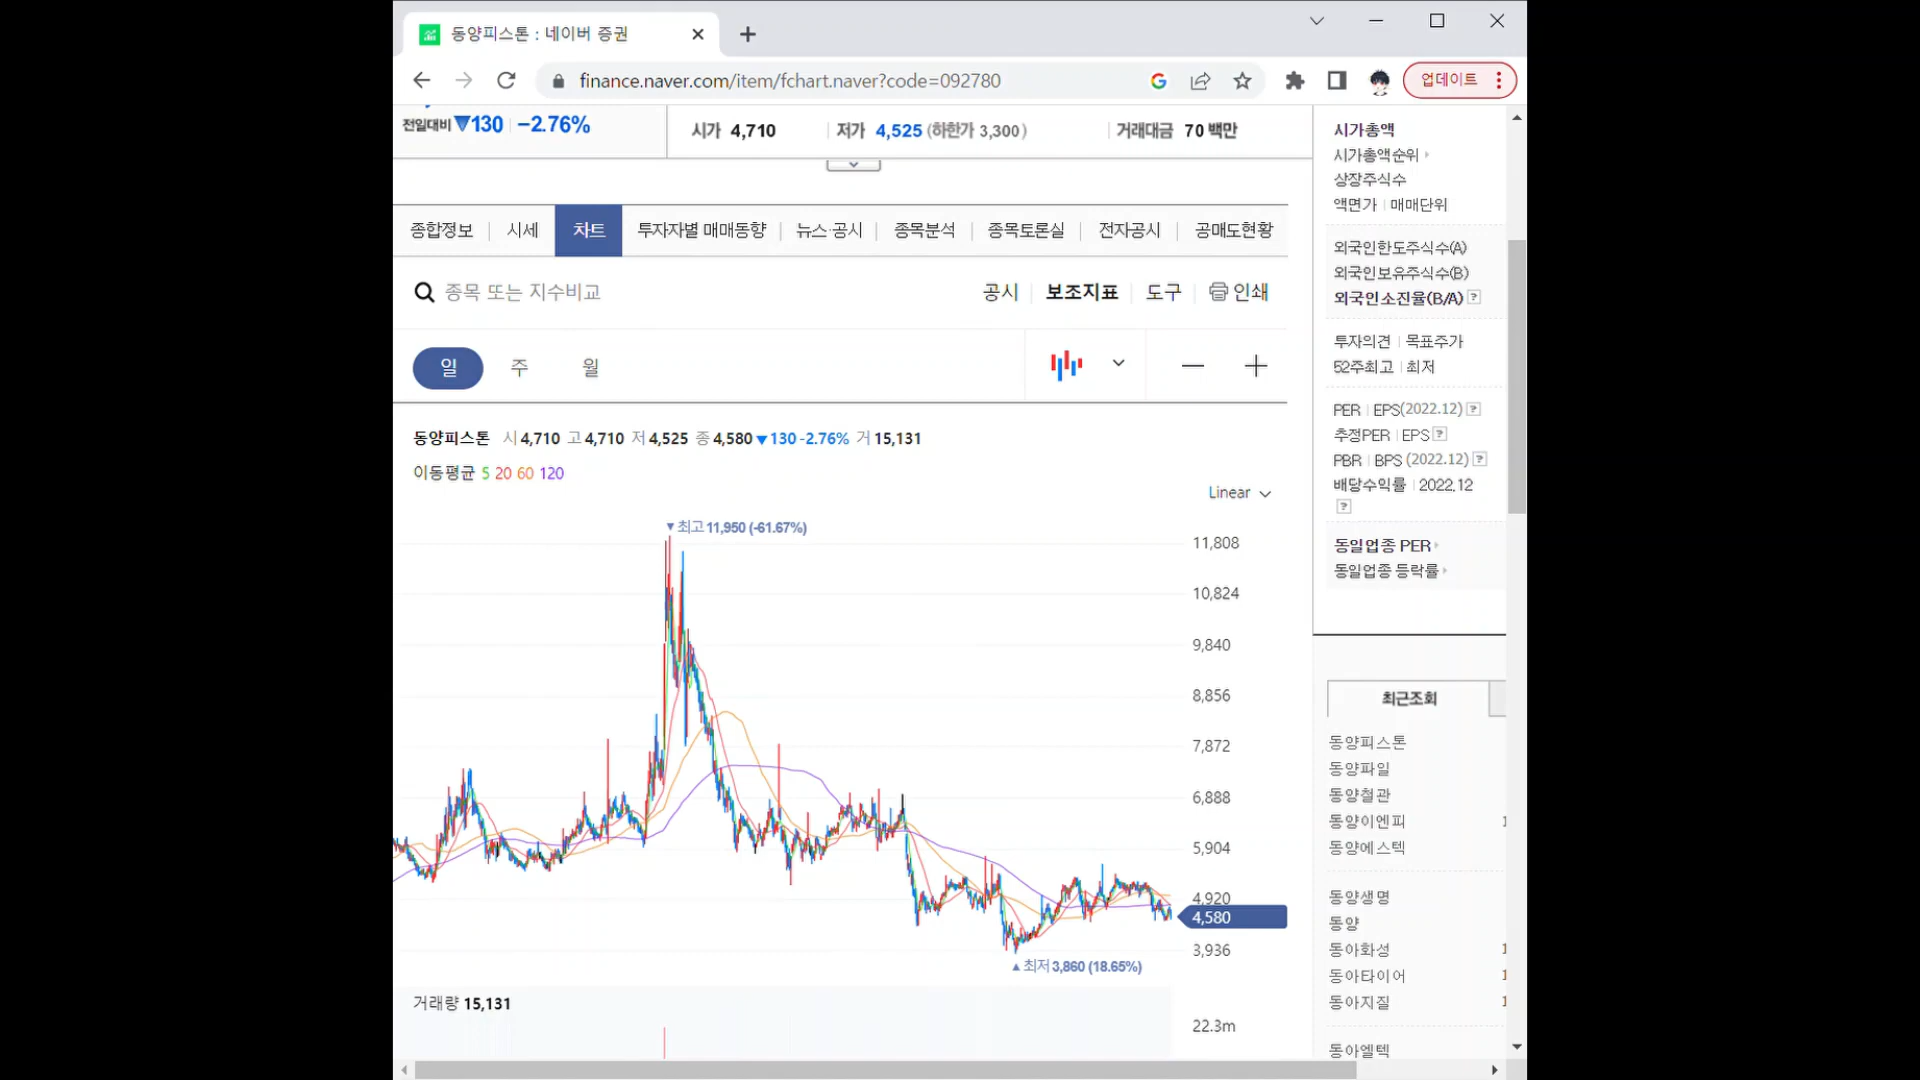 동양피스톤 : 네이버 증권
finance.naver.com/item/fchart.naver?code=092780
업데이트
전일대비 ▼130 | −2.76%
시가 4,710 | 저가 4,525 (하한가 3,300) | 거래대금 70 백만
종합정보 | 시세 차트 투자자별 매매동향 | 뉴스·공시 | 종목분석 | 종목토론실 | 전자공시 | 공매도현황
종목 또는 지수비교
공시 | 보조지표 | 도구 | 인쇄
일 주 월
동양피스톤 시 4,710 고 4,710 저 4,525 종 4,580 ▼130 -2.76% 거 15,131
이동평균 5 20 60 120
Linear
▼최고 11,950 (-61.67%)
11,808
10,824
9,840
8,856
7,872
6,888
5,904
4,920
4,580
3,936
▲최저 3,860 (18.65%)
거래량 15,131
22.3m
시가총액
시가총액순위
상장주식수
액면가 | 매매단위
외국인한도주식수(A)
외국인보유주식수(B)
외국인소진율(B/A) ?
투자의견 | 목표주가
52주최고 | 최저
PER | EPS(2022.12) ?
추정PER | EPS ?
PBR | BPS (2022.12) ?
배당수익률 | 2022.12
?
동일업종 PER
동일업종 등락률
최근조회
동양피스톤
동양파일
동양철관
동양이엔피 1
동양에스텍
동양생명
동양
동아화성 1
동아타이어 1
동아지질 1
동아엘텍